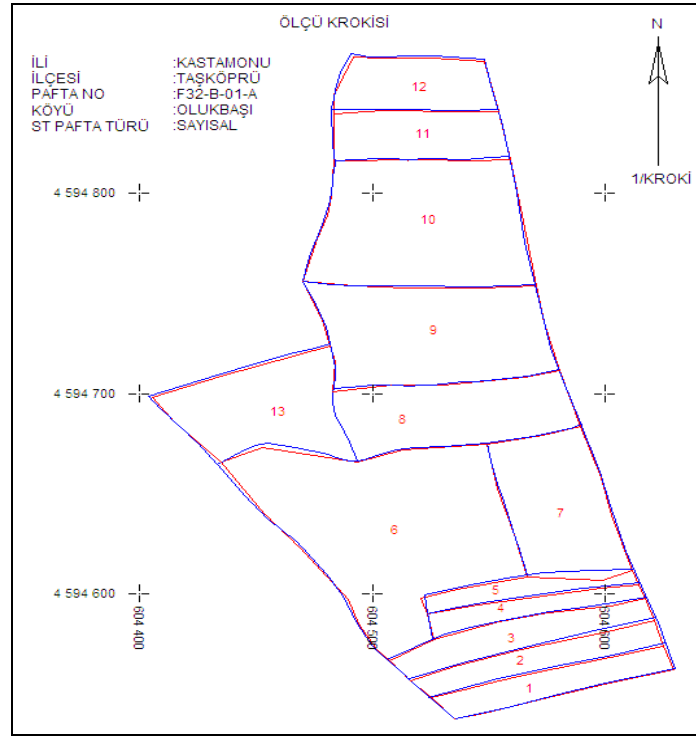 ÖLÇÜ KROKİSİ
N
İLİ :KASTAMONU
İLÇESİ :TAŞKÖPRÜ
PAFTA NO :F32-B-01-A
KÖYÜ :OLUKBAŞI
ST PAFTA TÜRÜ :SAYISAL
1/KROKİ
12
11
4 594 800
10
9
4 594 700
13
8
7
6
4 594 600
5
4
3
2
1
604 400
604 500
604 600